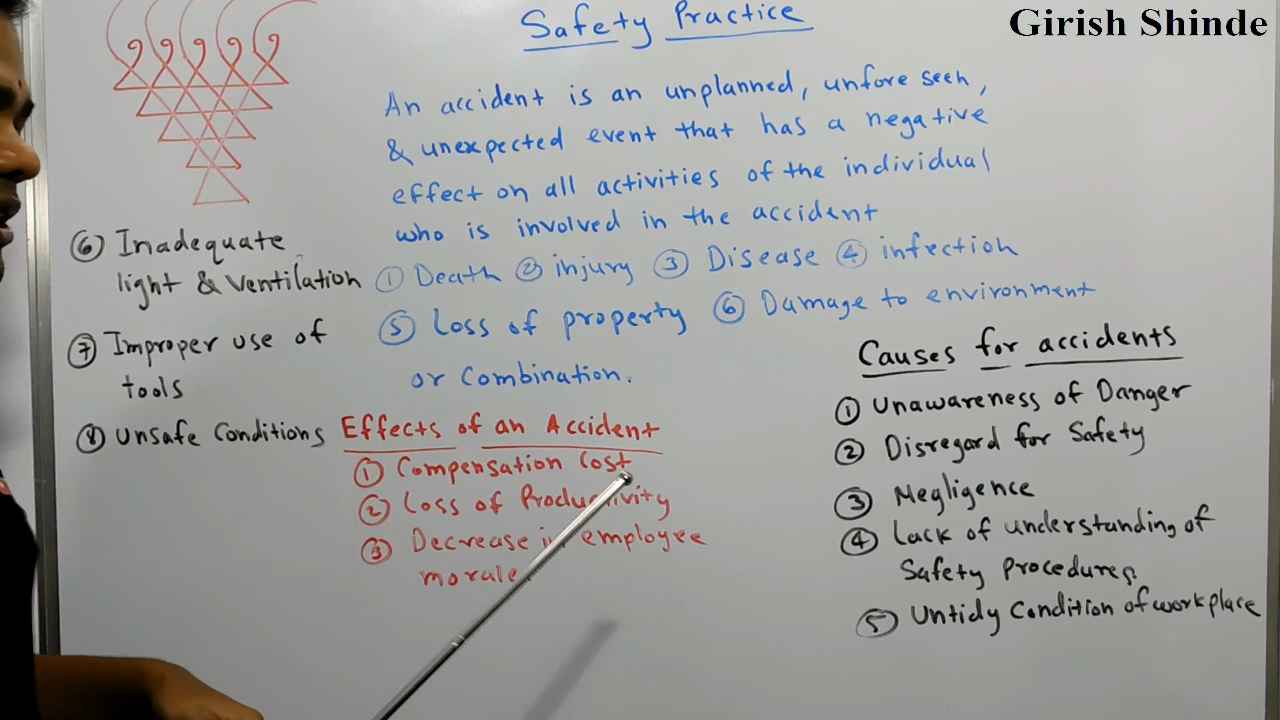 Girish Shinde
Safety Practice
An accident is an unplanned, unfore seen,
& unexpected event that has a negative
effect on all activities of the individual
who is involved in the accident
① Death ② injury ③ Disease ④ infection
⑤ Loss of property ⑥ Damage to environment
or Combination.
Effects of an Accident
① Compensation Cost
② Loss of Productivity
③ Decrease in employee
morale.
Causes for accidents
① Unawareness of Danger
② Disregard for Safety
③ Negligence
④ Lack of understanding of
Safety Procedures.
⑤ Untidy Condition of workplace
⑥ Inadequate
light & Ventilation
⑦ Improper use of
tools
⑧ Unsafe Conditions